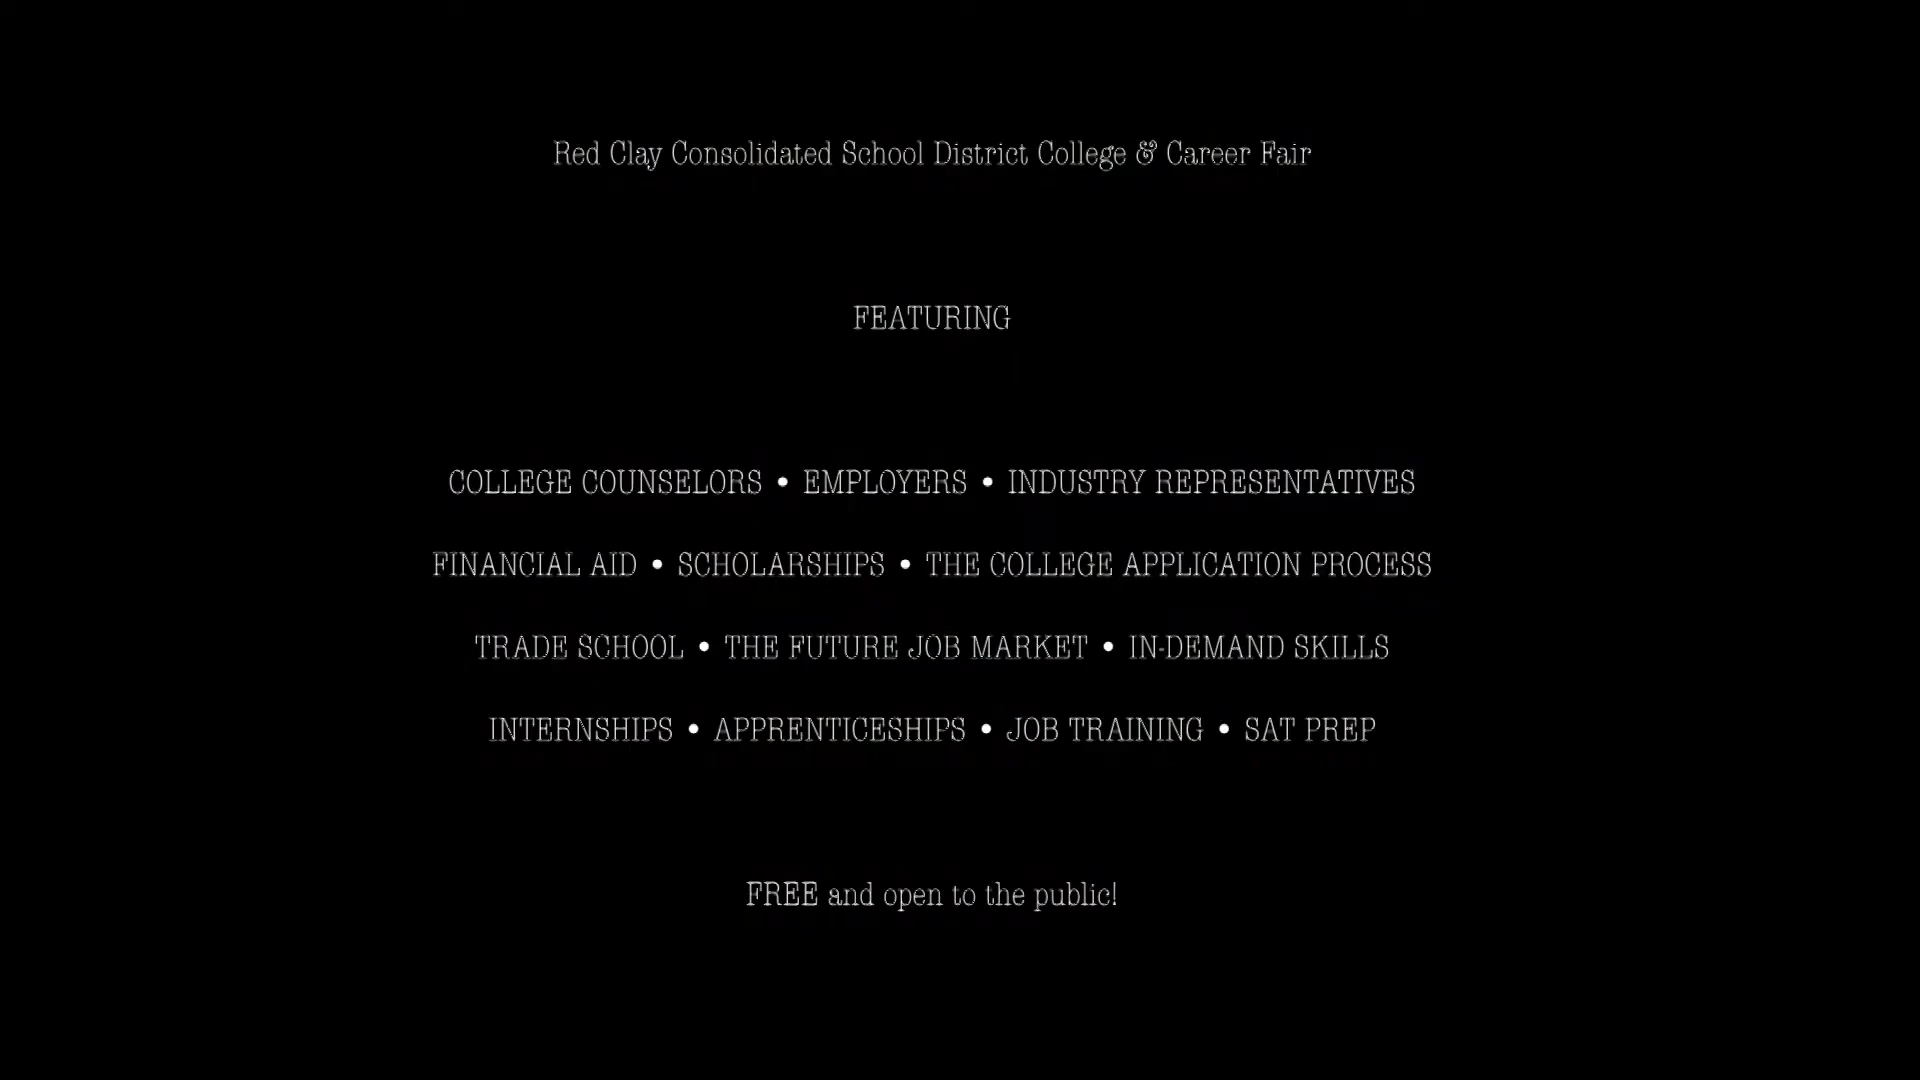 Red Clay Consolidated School District College & Career Fair
FEATURING
COLLEGE COUNSELORS • EMPLOYERS • INDUSTRY REPRESENTATIVES
FINANCIAL AID • SCHOLARSHIPS • THE COLLEGE APPLICATION PROCESS
TRADE SCHOOL • THE FUTURE JOB MARKET • IN-DEMAND SKILLS
INTERNSHIPS • APPRENTICESHIPS • JOB TRAINING • SAT PREP
FREE and open to the public!